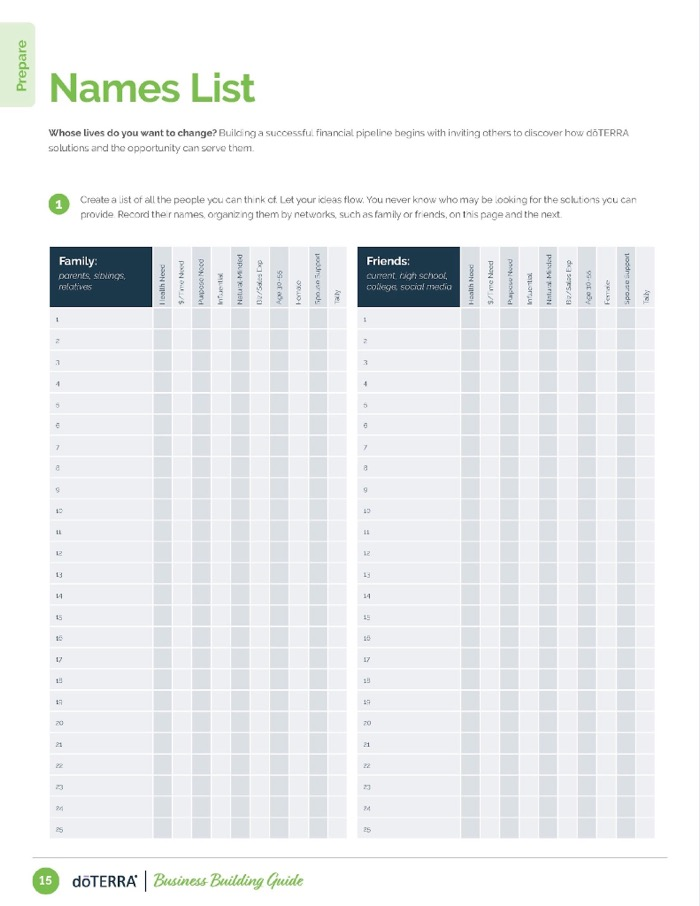 Prepare
Names List
Whose lives do you want to change? Building a successful financial pipeline begins with inviting others to discover how dōTERRA
solutions and the opportunity can serve them.
1
Create a list of all the people you can think of. Let your ideas flow. You never know who may be looking for the solutions you can
provide. Record their names, organizing them by networks, such as family or friends, on this page and the next.
Family:
parents, siblings,
relatives
Health Need
$/Time Need
Purpose Need
Influential
Natural-Minded
Biz/Sales Exp
Age 30-55
Female
Spouse Support
Tally
Friends:
current, high school,
college, social media
Health Need
$/Time Need
Purpose Need
Influential
Natural-Minded
Biz/Sales Exp
Age 30-55
Female
Spouse Support
Tally
1 1
2 2
3 3
4 4
5 5
6 6
7 7
8 8
9 9
10 10
11 11
12 12
13 13
14 14
15 15
16 16
17 17
18 18
19 19
20 20
21 21
22 22
23 23
24 24
25 25
15 dōTERRA | Business Building Guide